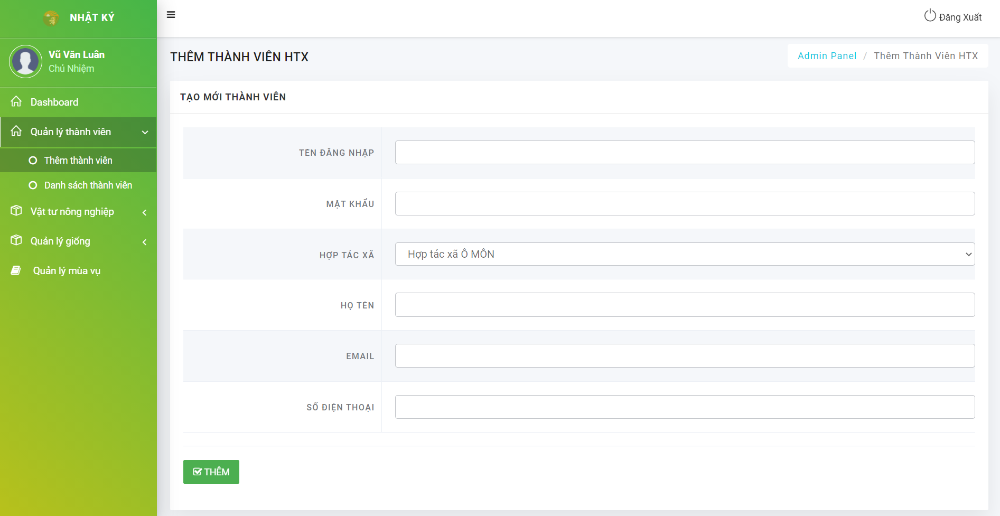 NHẬT KÝ
Vũ Văn Luân
Chủ Nhiệm
Dashboard
Quản lý thành viên
Thêm thành viên
Danh sách thành viên
Vật tư nông nghiệp
Quản lý giống
Quản lý mùa vụ
Đăng Xuất
THÊM THÀNH VIÊN HTX
Admin Panel / Thêm Thành Viên HTX
TẠO MỚI THÀNH VIÊN
TÊN ĐĂNG NHẬP
MẬT KHẨU
HỢP TÁC XÃ
Hợp tác xã Ô MÔN
HỌ TÊN
EMAIL
SỐ ĐIỆN THOẠI
THÊM